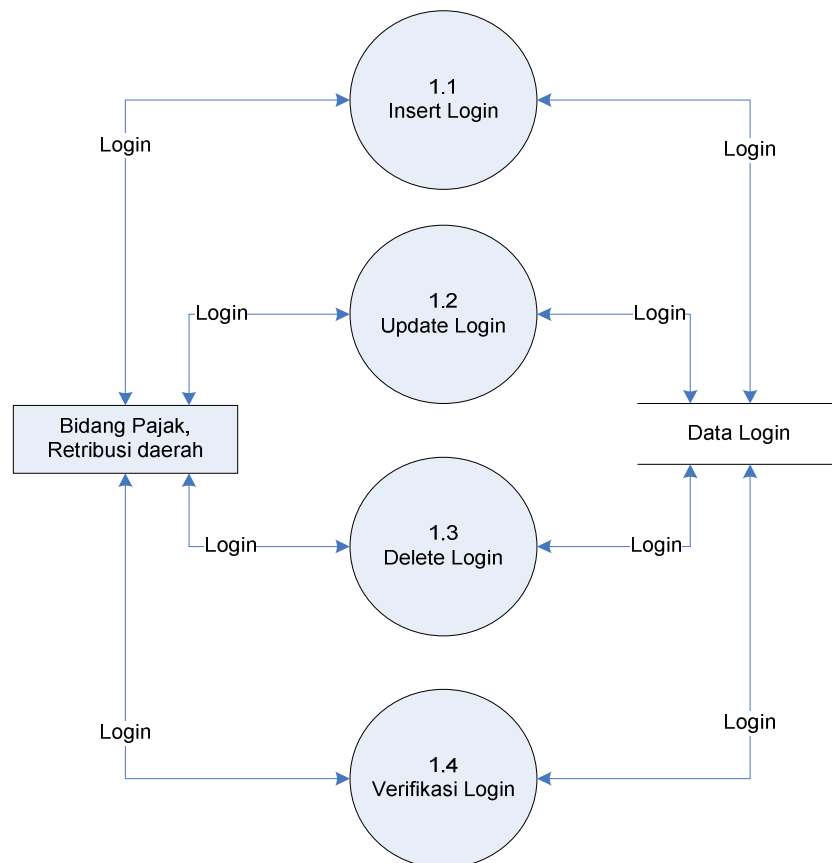 1.1
Insert Login
Login
Login
1.2
Update Login
Login
Login
Bidang Pajak,
Retribusi daerah
Data Login
1.3
Delete Login
Login
Login
Login
Login
1.4
Verifikasi Login